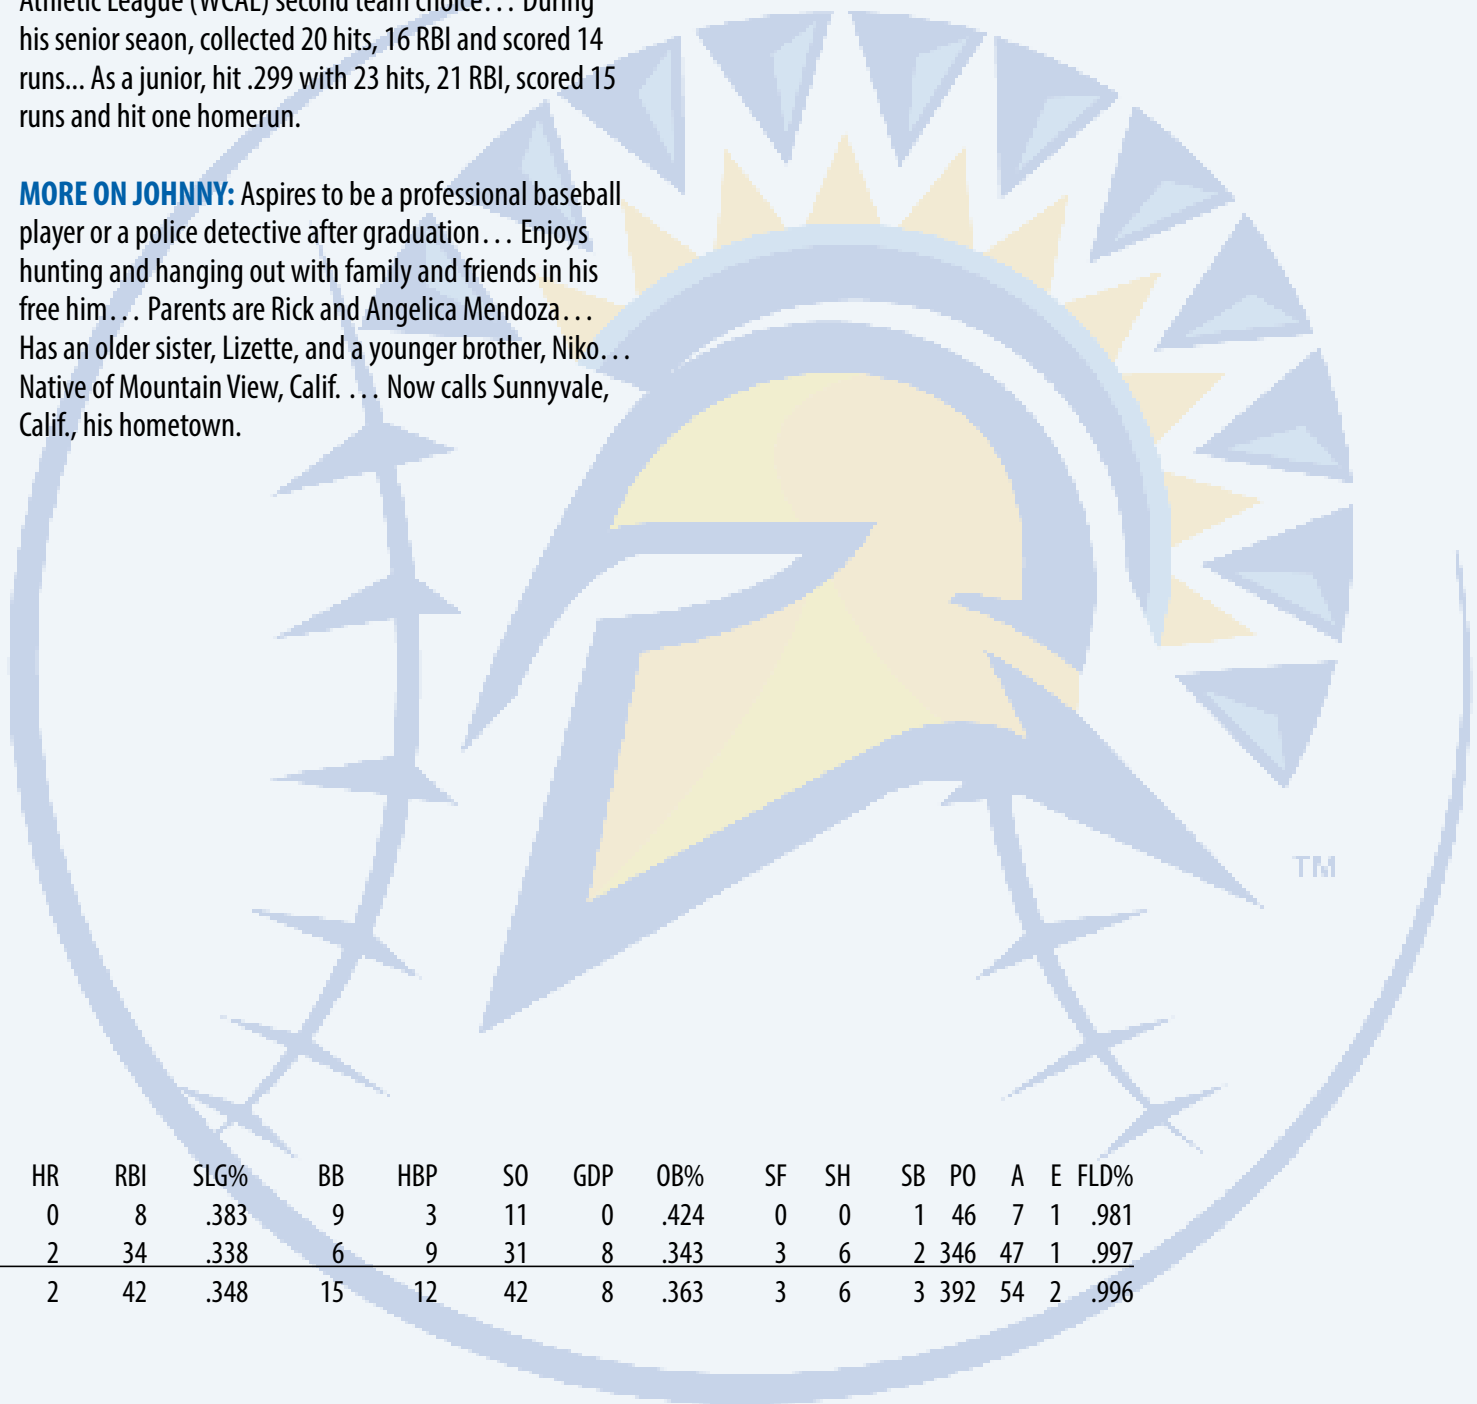 Athletic League (WCAL) second team choice… During
his senior seaon, collected 20 hits, 16 RBI and scored 14
runs... As a junior, hit .299 with 23 hits, 21 RBI, scored 15
runs and hit one homerun.
MORE ON JOHNNY: Aspires to be a professional baseball
player or a police detective after graduation… Enjoys
hunting and hanging out with family and friends in his
free him… Parents are Rick and Angelica Mendoza…
Has an older sister, Lizette, and a younger brother, Niko…
Native of Mountain View, Calif. … Now calls Sunnyvale,
Calif., his hometown.
TM
HR RBI SLG% BB HBP SO GDP OB% SF SH SB PO A E FLD%
0 8 .383 9 3 11 0 .424 0 0 1 46 7 1 .981
2 34 .338 6 9 31 8 .343 3 6 2 346 47 1 .997
2 42 .348 15 12 42 8 .363 3 6 3 392 54 2 .996